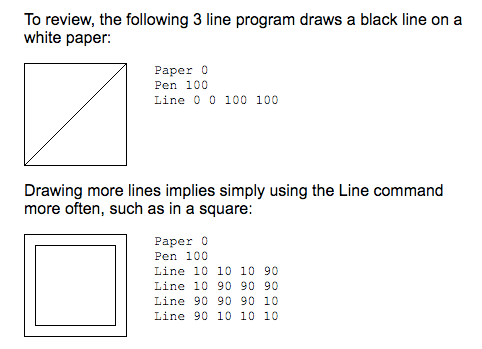 To review, the following 3 line program draws a black line on a
white paper:
Paper 0
Pen 100
Line 0 0 100 100
Drawing more lines implies simply using the Line command
more often, such as in a square:
Paper 0
Pen 100
Line 10 10 10 90
Line 10 90 90 90
Line 90 90 90 10
Line 90 10 10 10